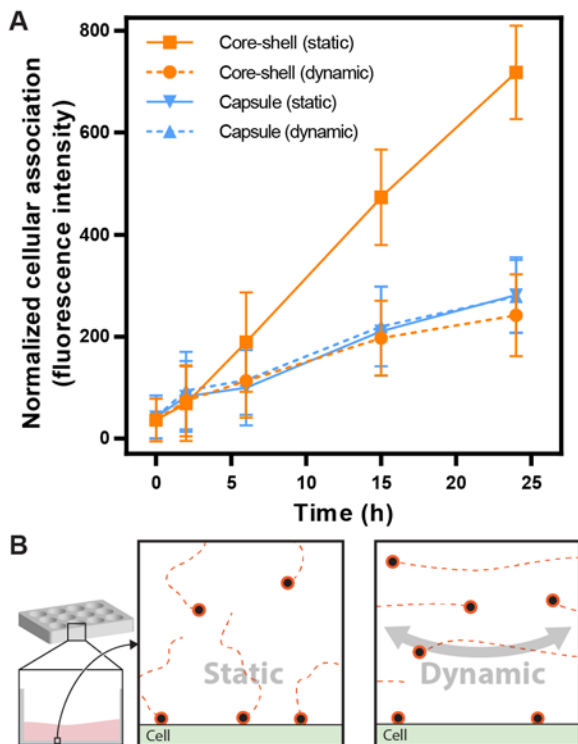 A
Normalized cellular association
(fluorescence intensity)
800
600
400
200
0
Core-shell (static)
Core-shell (dynamic)
Capsule (static)
Capsule (dynamic)
0 5 10 15 20 25
Time (h)
B
Static
Cell
Dynamic
Cell